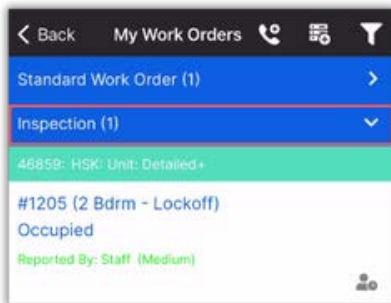 Back My Work Orders
Standard Work Order (1)
Inspection (1)
46859: HSK: Unit: Detailed+
#1205 (2 Bdrm - Lockoff)
Occupied
Reported By: Staff (Medium)